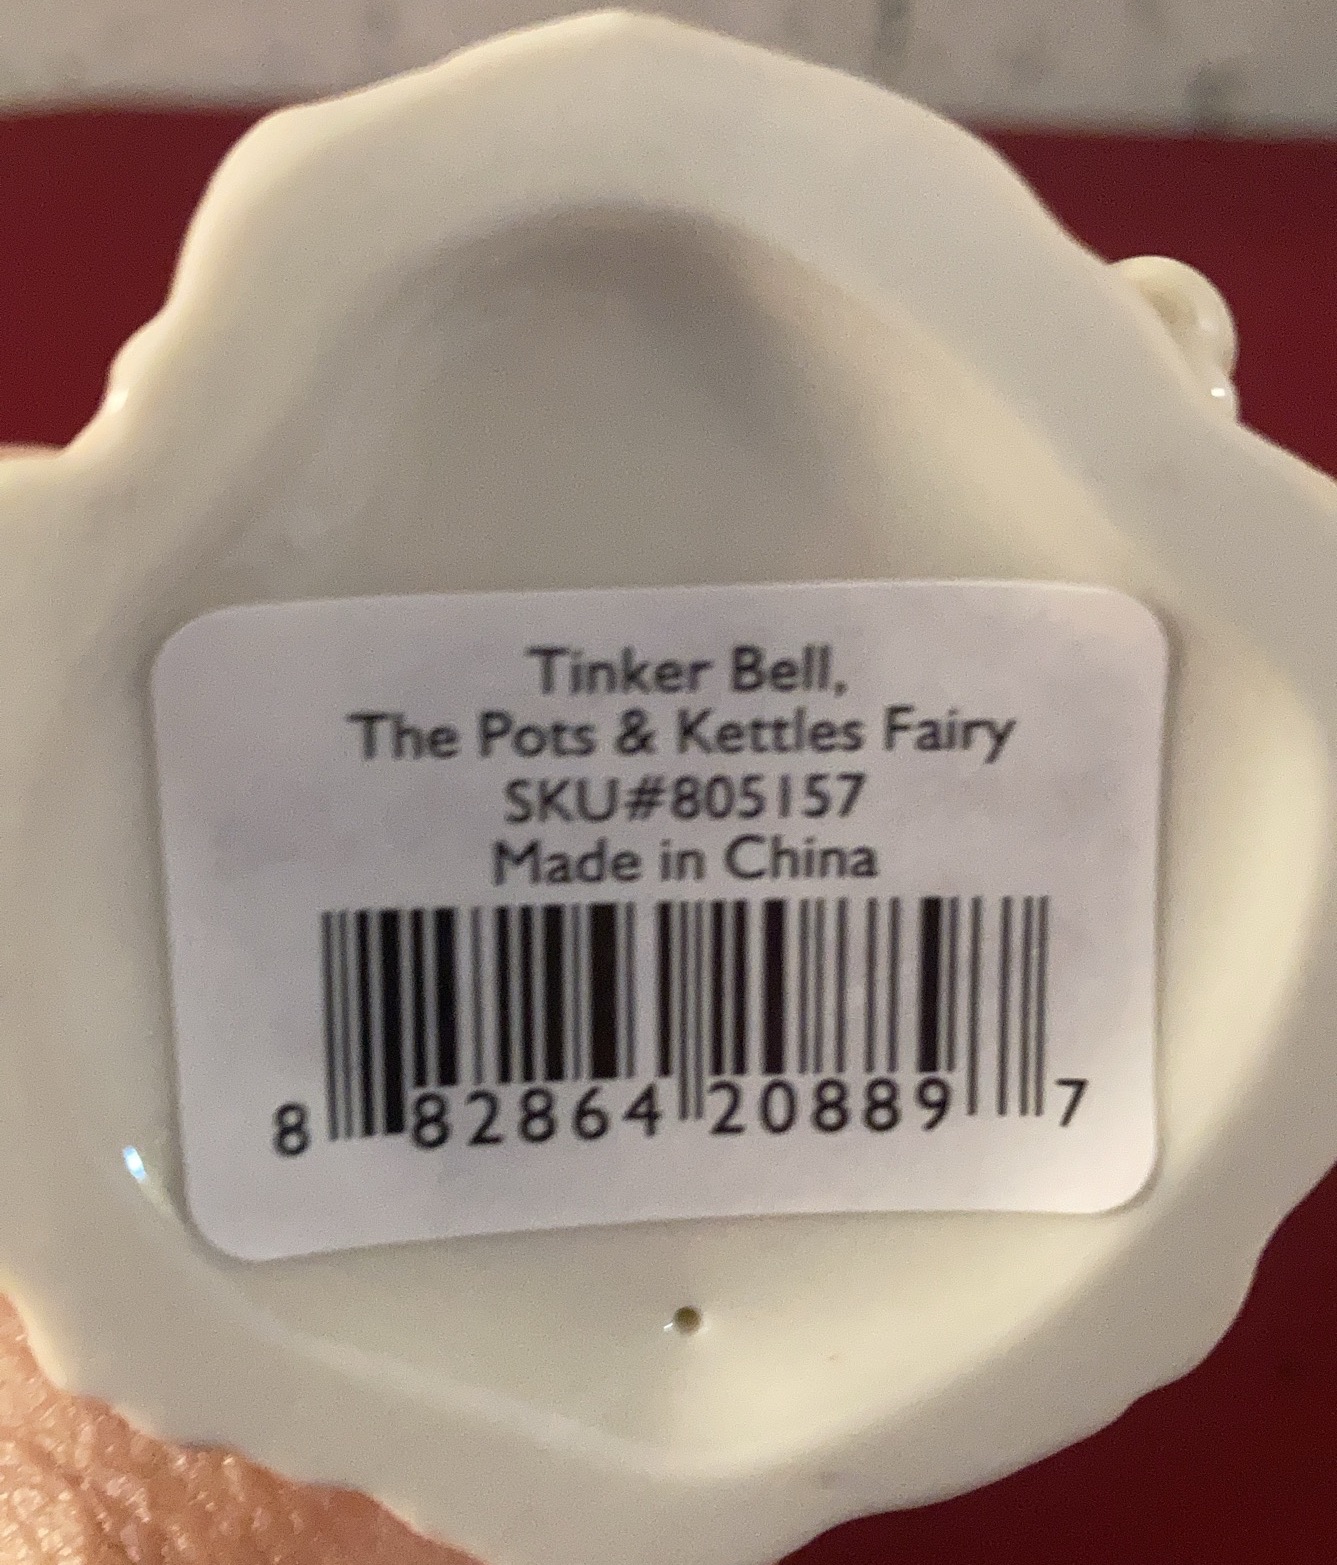 Tinker Bell,
The Pots & Kettles Fairy
SKU#805157
Made in China
8 82864 20889 7